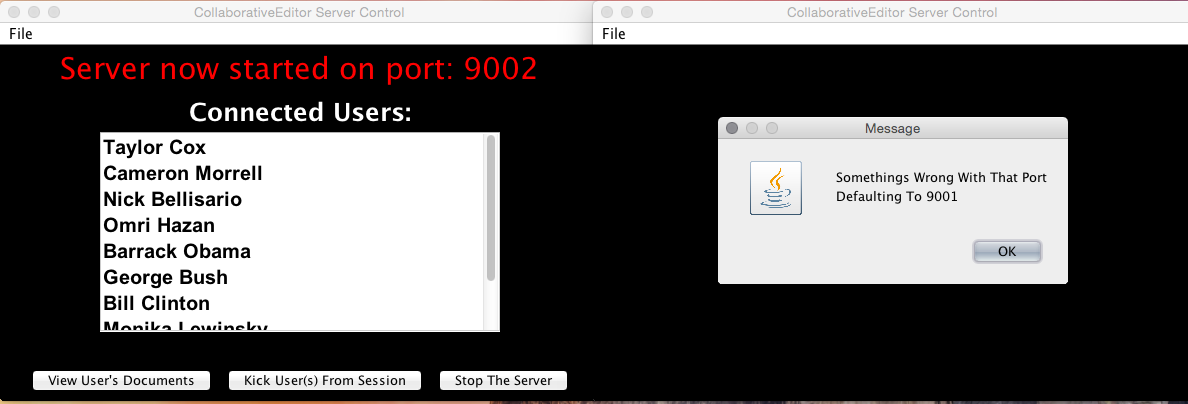 CollaborativeEditor Server Control
File
Server now started on port: 9002
Connected Users:
Taylor Cox
Cameron Morrell
Nick Bellisario
Omri Hazan
Barrack Obama
George Bush
Bill Clinton
Monika Lewinsky
View User's Documents
Kick User(s) From Session
Stop The Server
CollaborativeEditor Server Control
File
Message
Somethings Wrong With That Port
Defaulting To 9001
OK